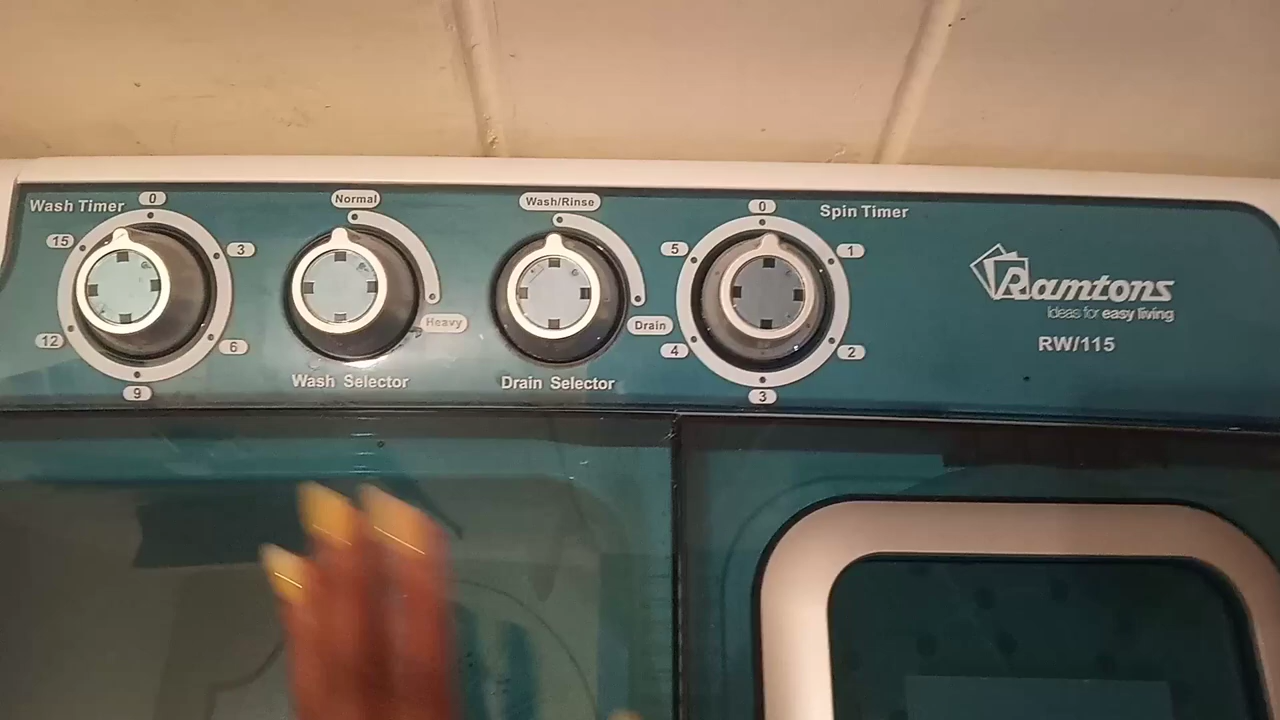 Wash Timer
0
3
6
9
12
15
Normal
Heavy
Wash Selector
Wash/Rinse
Drain
Drain Selector
0
1
2
3
4
5
Spin Timer
Ramtons
Ideas for easy living
RW/115